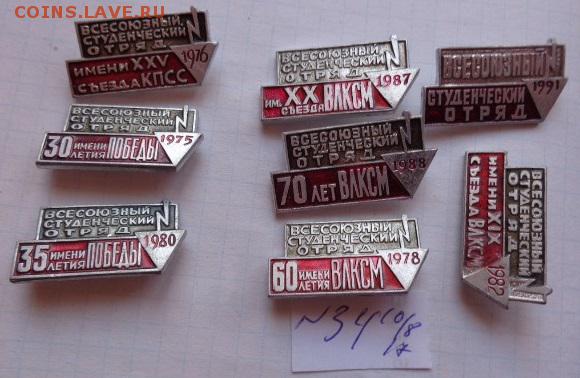 COINS.LAVE.RU
ВСЕСОЮЗНЫЙ
СТУДЕНЧЕСКИЙ
ОТРЯД
1976
ИМЕНИ XXV
СЪЕЗДА КПСС
ВСЕСОЮЗНЫЙ
СТУДЕНЧЕСКИЙ
ОТРЯД
1975
30 ИМЕНИ ЛЕТИЯ ПОБЕДЫ
ВСЕСОЮЗНЫЙ
СТУДЕНЧЕСКИЙ
ОТРЯД
1980
35 ИМЕНИ ЛЕТИЯ ПОБЕДЫ
ВСЕСОЮЗНЫЙ
СТУДЕНЧЕСКИЙ
ОТРЯД
1987
ИМ. XX СЪЕЗДА ВЛКСМ
ВСЕСОЮЗНЫЙ
СТУДЕНЧЕСКИЙ
ОТРЯД
1988
70 ЛЕТ ВЛКСМ
ВСЕСОЮЗНЫЙ
СТУДЕНЧЕСКИЙ
ОТРЯД
1978
60 ИМЕНИ ЛЕТИЯ ВЛКСМ
ВСЕСОЮЗНЫЙ
1991
СТУДЕНЧЕСКИЙ
ОТРЯД
ВСЕСОЮЗНЫЙ
СТУДЕНЧЕСКИЙ
ОТРЯД
ИМЕНИ XIX
СЪЕЗДА ВЛКСМ
1982
N34